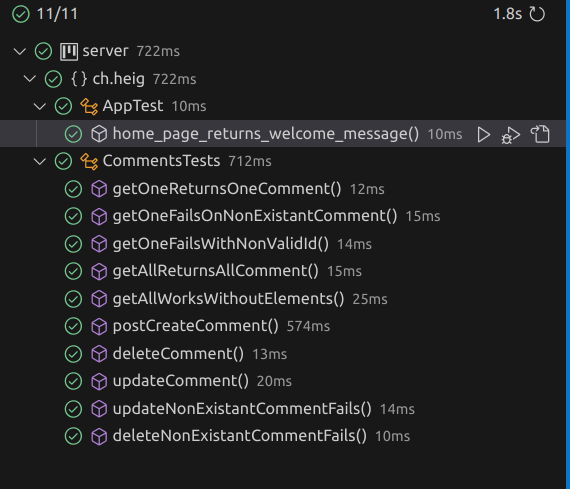 11/11 1.8s
server 722ms
{ } ch.heig 722ms
AppTest 10ms
home_page_returns_welcome_message() 10ms
CommentsTests 712ms
getOneReturnsOneComment() 12ms
getOneFailsOnNonExistantComment() 15ms
getOneFailsWithNonValidId() 14ms
getAllReturnsAllComment() 15ms
getAllWorksWithoutElements() 25ms
postCreateComment() 574ms
deleteComment() 13ms
updateComment() 20ms
updateNonExistantCommentFails() 14ms
deleteNonExistantCommentFails() 10ms